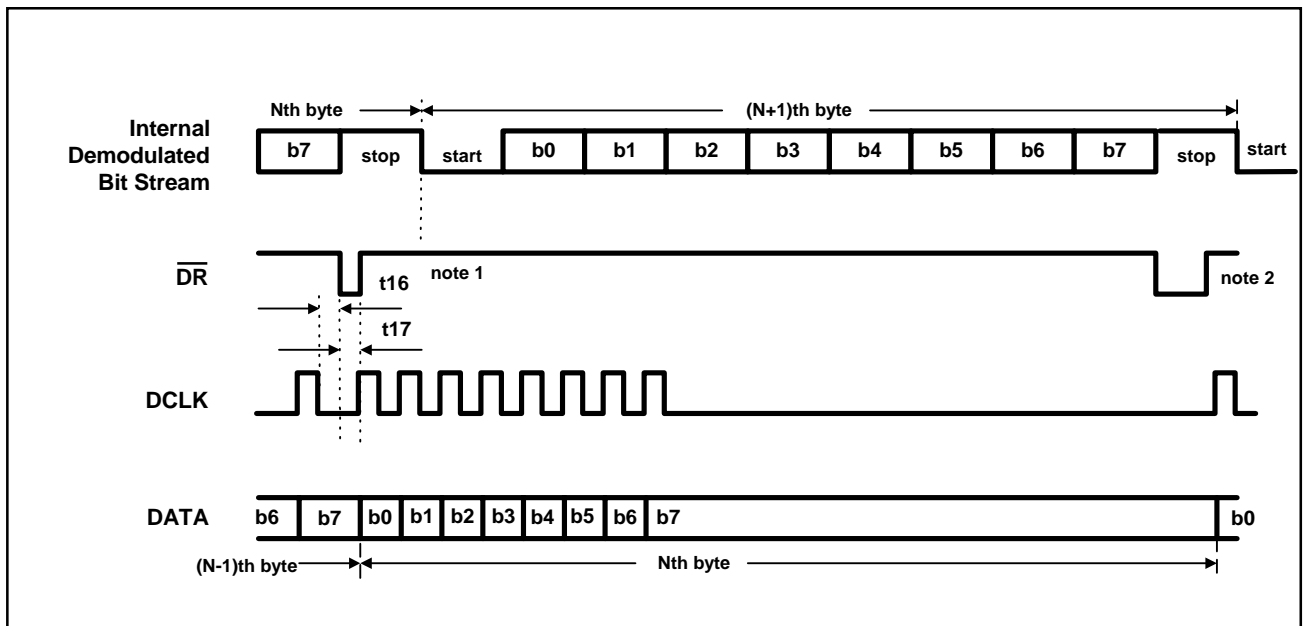 Nth byte
(N+1)th byte
Internal
Demodulated
Bit Stream
b7 stop start b0 b1 b2 b3 b4 b5 b6 b7 stop start
DR
t16
note 1
note 2
t17
DCLK
DATA
b6 b7 b0 b1 b2 b3 b4 b5 b6 b7 b0
(N-1)th byte
Nth byte